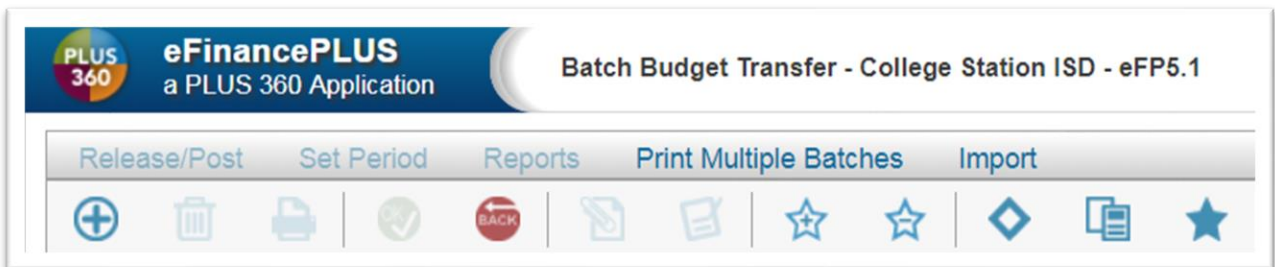 PLUS
360
eFinancePLUS
a PLUS 360 Application
Batch Budget Transfer - College Station ISD - eFP5.1
Release/Post Set Period Reports Print Multiple Batches Import
OK
BACK